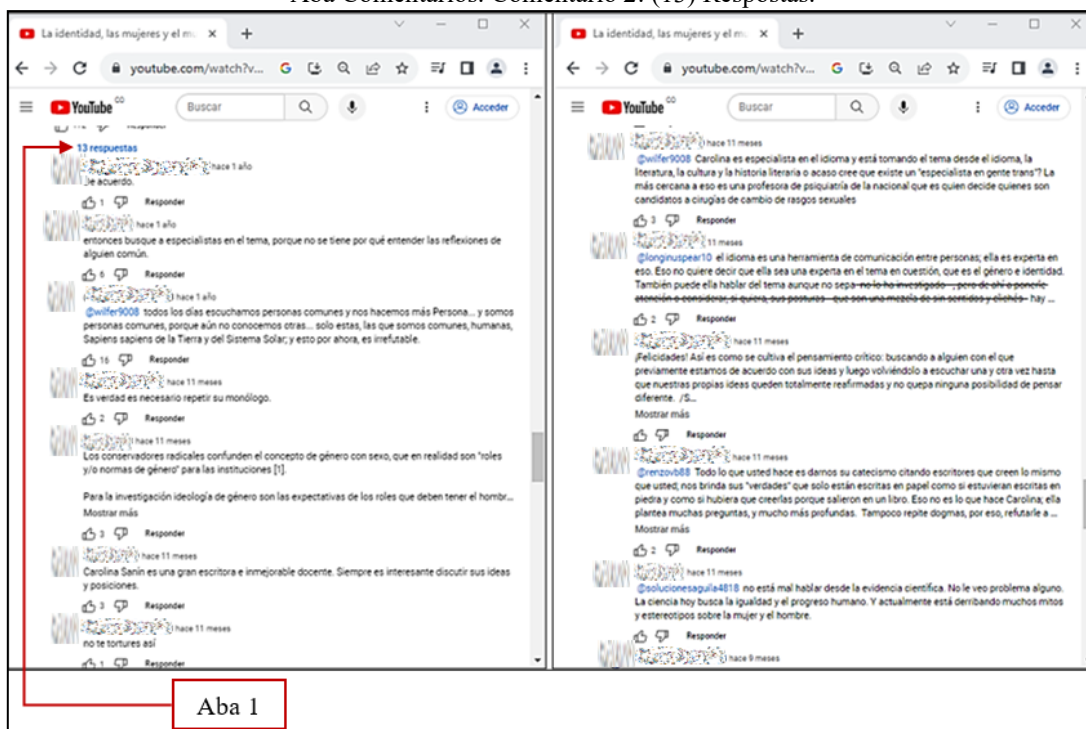 Aba Comentários. Comentário 2. (13) Respostas.
La identidad, las mujeres y el m
youtube.com/watch?v...
YouTube CO
Buscar
Acceder
112 Responder
13 respuestas
hace 1 año
De acuerdo.
1 Responder
hace 1 año
entonces busque a especialistas en el tema, porque no se tiene por qué entender las reflexiones de
alguien común.
6 Responder
hace 1 año
@wilfer9008 todos los días escuchamos personas comunes y nos hacemos más Persona... y somos
personas comunes, porque aún no conocemos otras... solo estas, las que somos comunes, humanas,
Sapiens sapiens de la Tierra y del Sistema Solar; y esto por ahora, es irrefutable.
16 Responder
hace 11 meses
Es verdad es necesario repetir su monólogo.
2 Responder
hace 11 meses
Los conservadores radicales confunden el concepto de género con sexo, que en realidad son "roles
y/o normas de género" para las instituciones [1].
Para la investigación ideología de género son las expectativas de los roles que deben tener el hombr...
Mostrar más
3 Responder
hace 11 meses
Carolina Sanín es una gran escritora e inmejorable docente. Siempre es interesante discutir sus ideas
y posiciones.
3 Responder
hace 11 meses
no te tortures así
1 Responder
La identidad, las mujeres y el m
youtube.com/watch?v...
YouTube CO
Buscar
Acceder
hace 11 meses
@wilfer9008 Carolina es especialista en el idioma y está tomando el tema desde el idioma, la
literatura, la cultura y la historia literaria o acaso cree que existe un "especialista en gente trans"? La
más cercana a eso es una profesora de psiquiatría de la nacional que es quien decide quienes son
candidatos a cirugías de cambio de rasgos sexuales
3 Responder
11 meses
@longinuspear10 el idioma es una herramienta de comunicación entre personas; ella es experta en
eso. Eso no quiere decir que ella sea una experta en el tema en cuestión, que es el género e identidad.
También puede ella hablar del tema aunque no sepa -no lo ha investigado- , pero de ahí a ponerle
atención o considerar, si quiera, sus posturas - que son una mezcla de sin sentidos y clichés- hay ...
2 Responder
hace 11 meses
¡Felicidades! Así es como se cultiva el pensamiento crítico: buscando a alguien con el que
previamente estamos de acuerdo con sus ideas y luego volviéndolo a escuchar una y otra vez hasta
que nuestras propias ideas queden totalmente reafirmadas y no quepa ninguna posibilidad de pensar
diferente. /S...
Mostrar más
Responder
hace 11 meses
@renzovb88 Todo lo que usted hace es darnos su catecismo citando escritores que creen lo mismo
que usted; nos brinda sus "verdades" que solo están escritas en papel como si estuvieran escritas en
piedra y como si hubiera que creerlas porque salieron en un libro. Eso no es lo que hace Carolina; ella
plantea muchas preguntas, y mucho más profundas. Tampoco repite dogmas, por eso, refutarle a ...
Mostrar más
2 Responder
hace 11 meses
@solucionesaguila4818 no está mal hablar desde la evidencia científica. No le veo problema alguno.
La ciencia hoy busca la igualdad y el progreso humano. Y actualmente está derribando muchos mitos
y estereotipos sobre la mujer y el hombre.
Responder
hace 9 meses
Aba 1